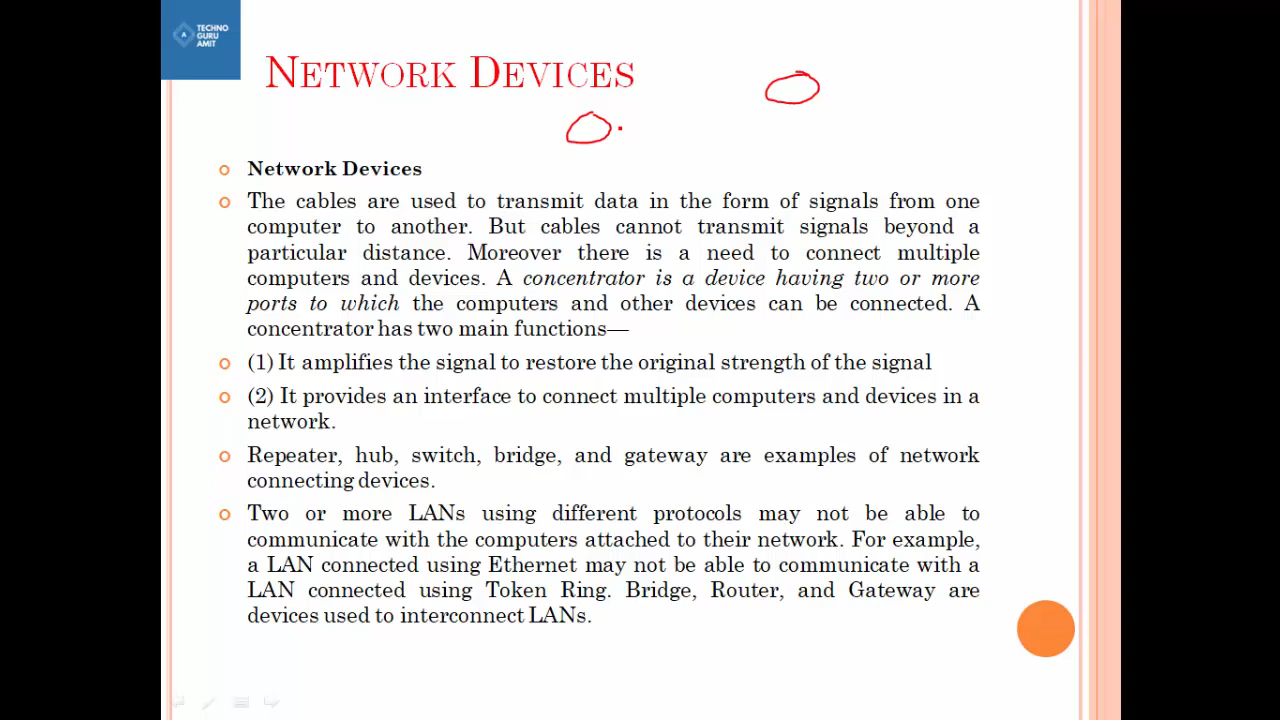 TECHNO
GURU
AMIT
NETWORK DEVICES
Network Devices
The cables are used to transmit data in the form of signals from one
computer to another. But cables cannot transmit signals beyond a
particular distance. Moreover there is a need to connect multiple
computers and devices. A concentrator is a device having two or more
ports to which the computers and other devices can be connected. A
concentrator has two main functions—
(1) It amplifies the signal to restore the original strength of the signal
(2) It provides an interface to connect multiple computers and devices in a
network.
Repeater, hub, switch, bridge, and gateway are examples of network
connecting devices.
Two or more LANs using different protocols may not be able to
communicate with the computers attached to their network. For example,
a LAN connected using Ethernet may not be able to communicate with a
LAN connected using Token Ring. Bridge, Router, and Gateway are
devices used to interconnect LANs.